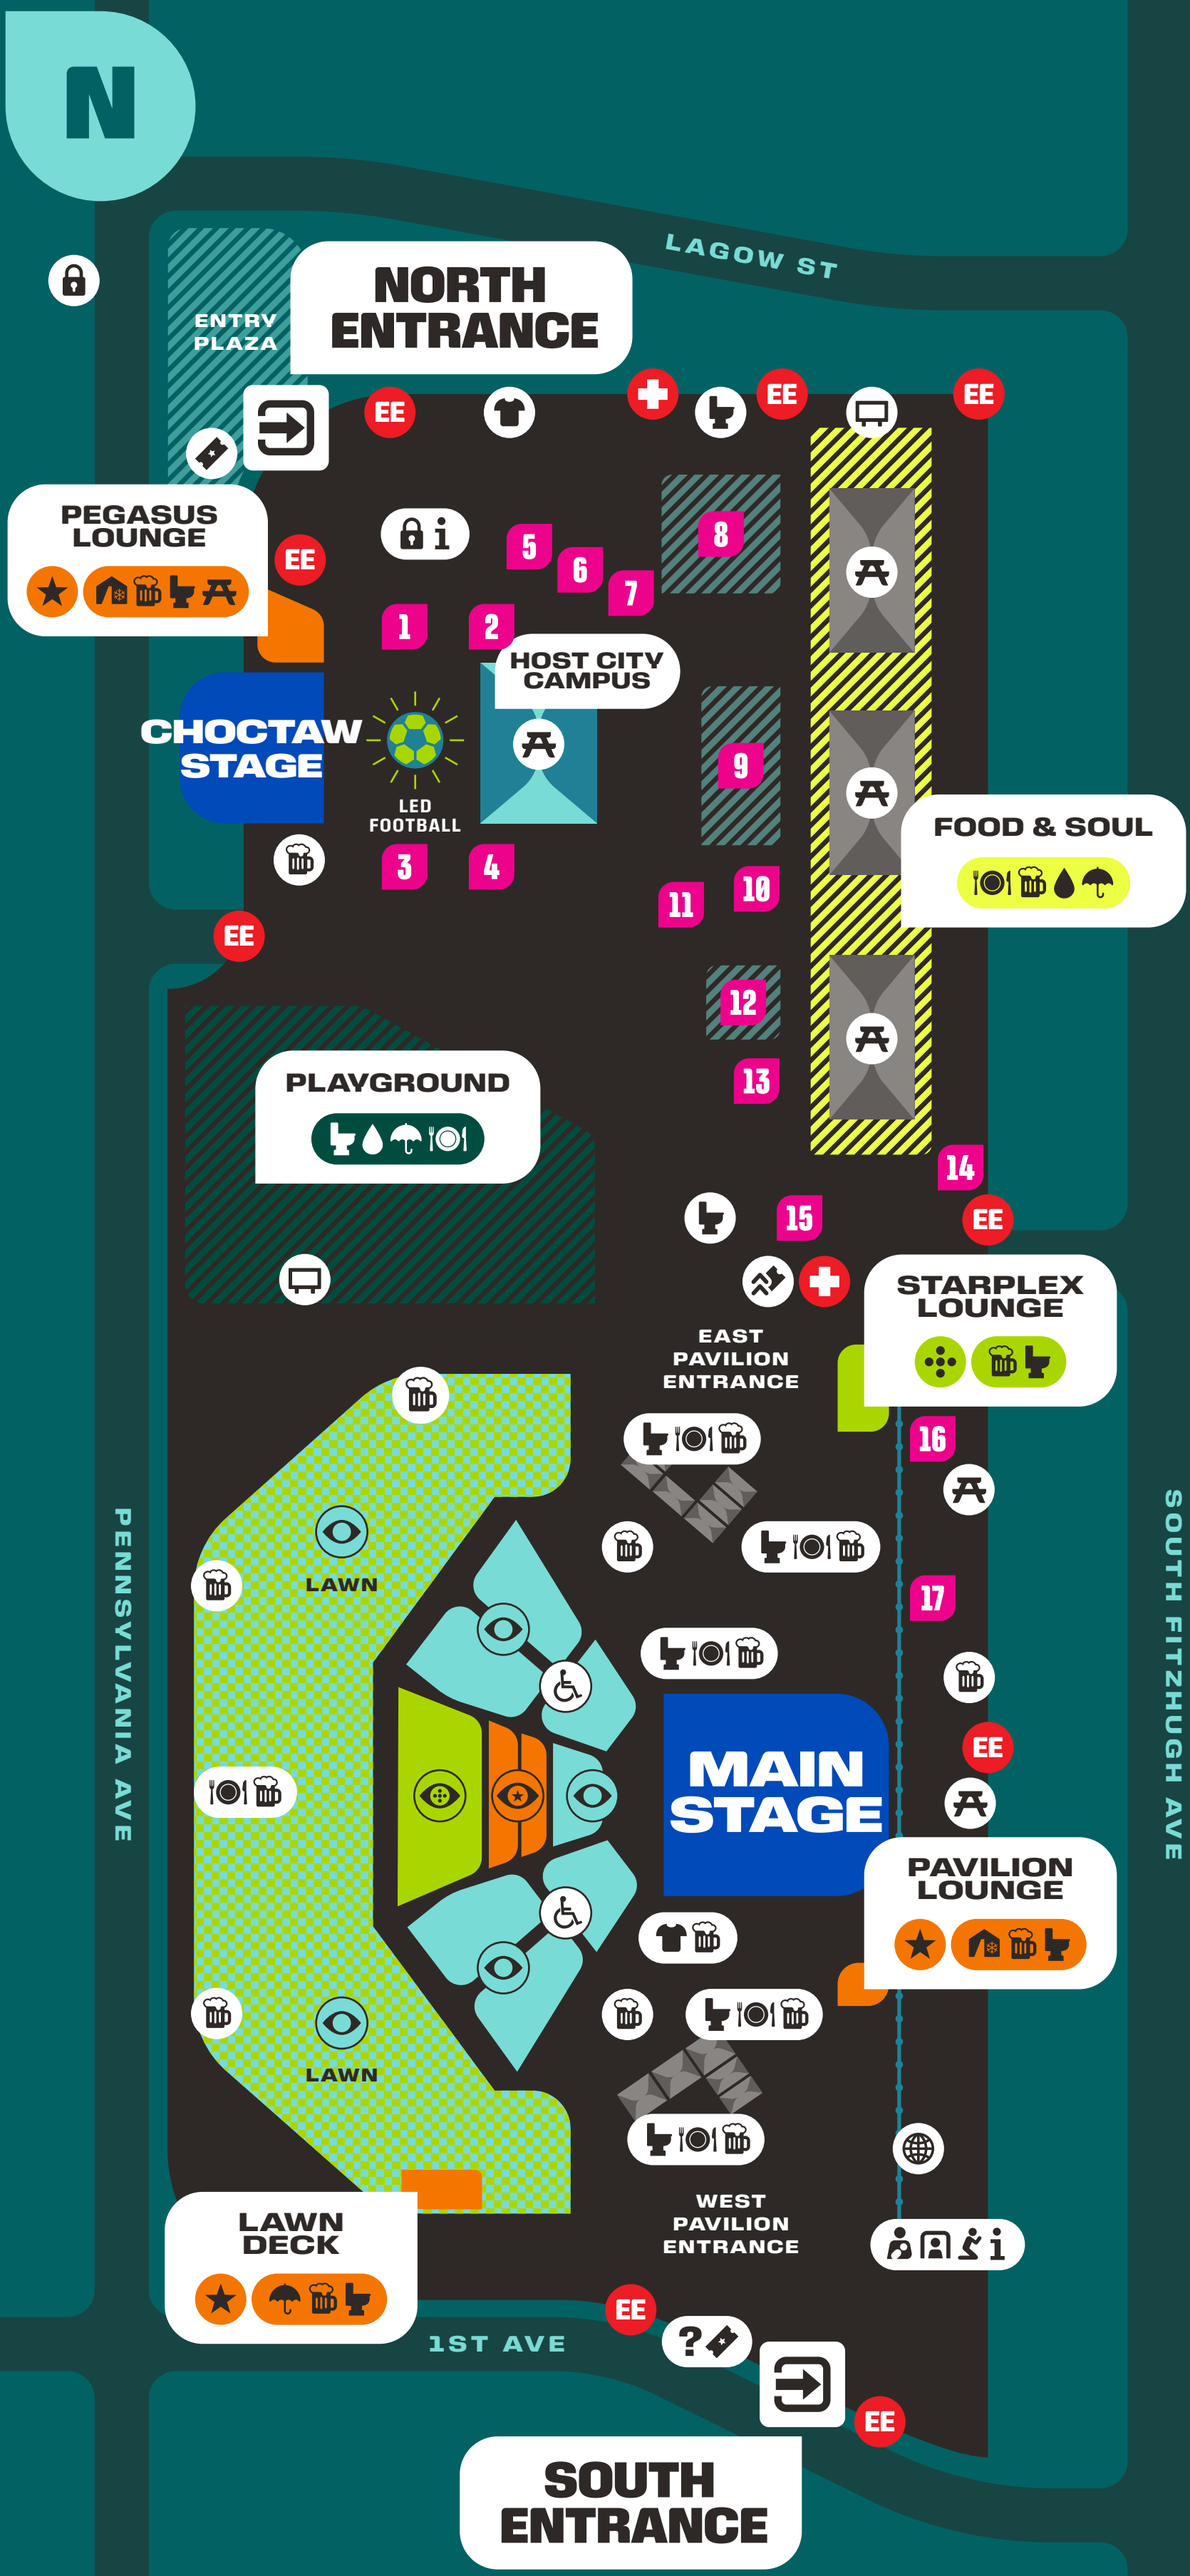 N
LAGOW ST
NORTH
ENTRANCE
ENTRY
PLAZA
EE
EE
EE
PEGASUS
LOUNGE
EE
i
5
6
7
8
1
2
HOST CITY
CAMPUS
CHOCTAW
STAGE
LED
FOOTBALL
9
FOOD & SOUL
3
4
10
11
EE
12
PLAYGROUND
13
14
15
EE
STARPLEX
LOUNGE
EAST
PAVILION
ENTRANCE
16
LAWN
17
PENNSYLVANIA AVE
SOUTH FITZHUGH AVE
EE
MAIN
STAGE
PAVILION
LOUNGE
LAWN
WEST
PAVILION
ENTRANCE
i
LAWN
DECK
EE
1ST AVE
?
EE
SOUTH
ENTRANCE